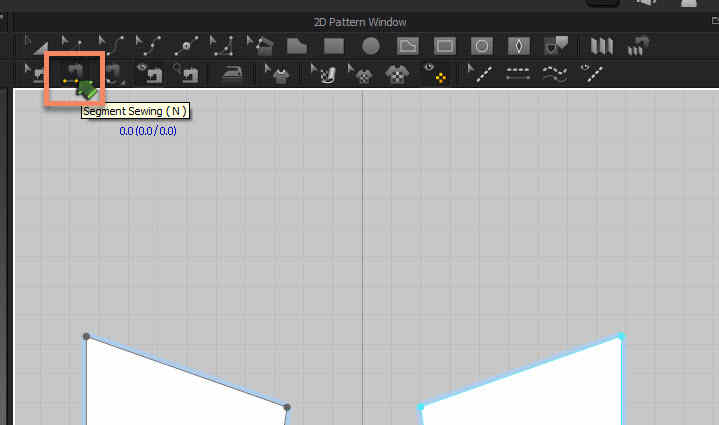 2D Pattern Window
Segment Sewing ( N )
0.0 (0.0 / 0.0)